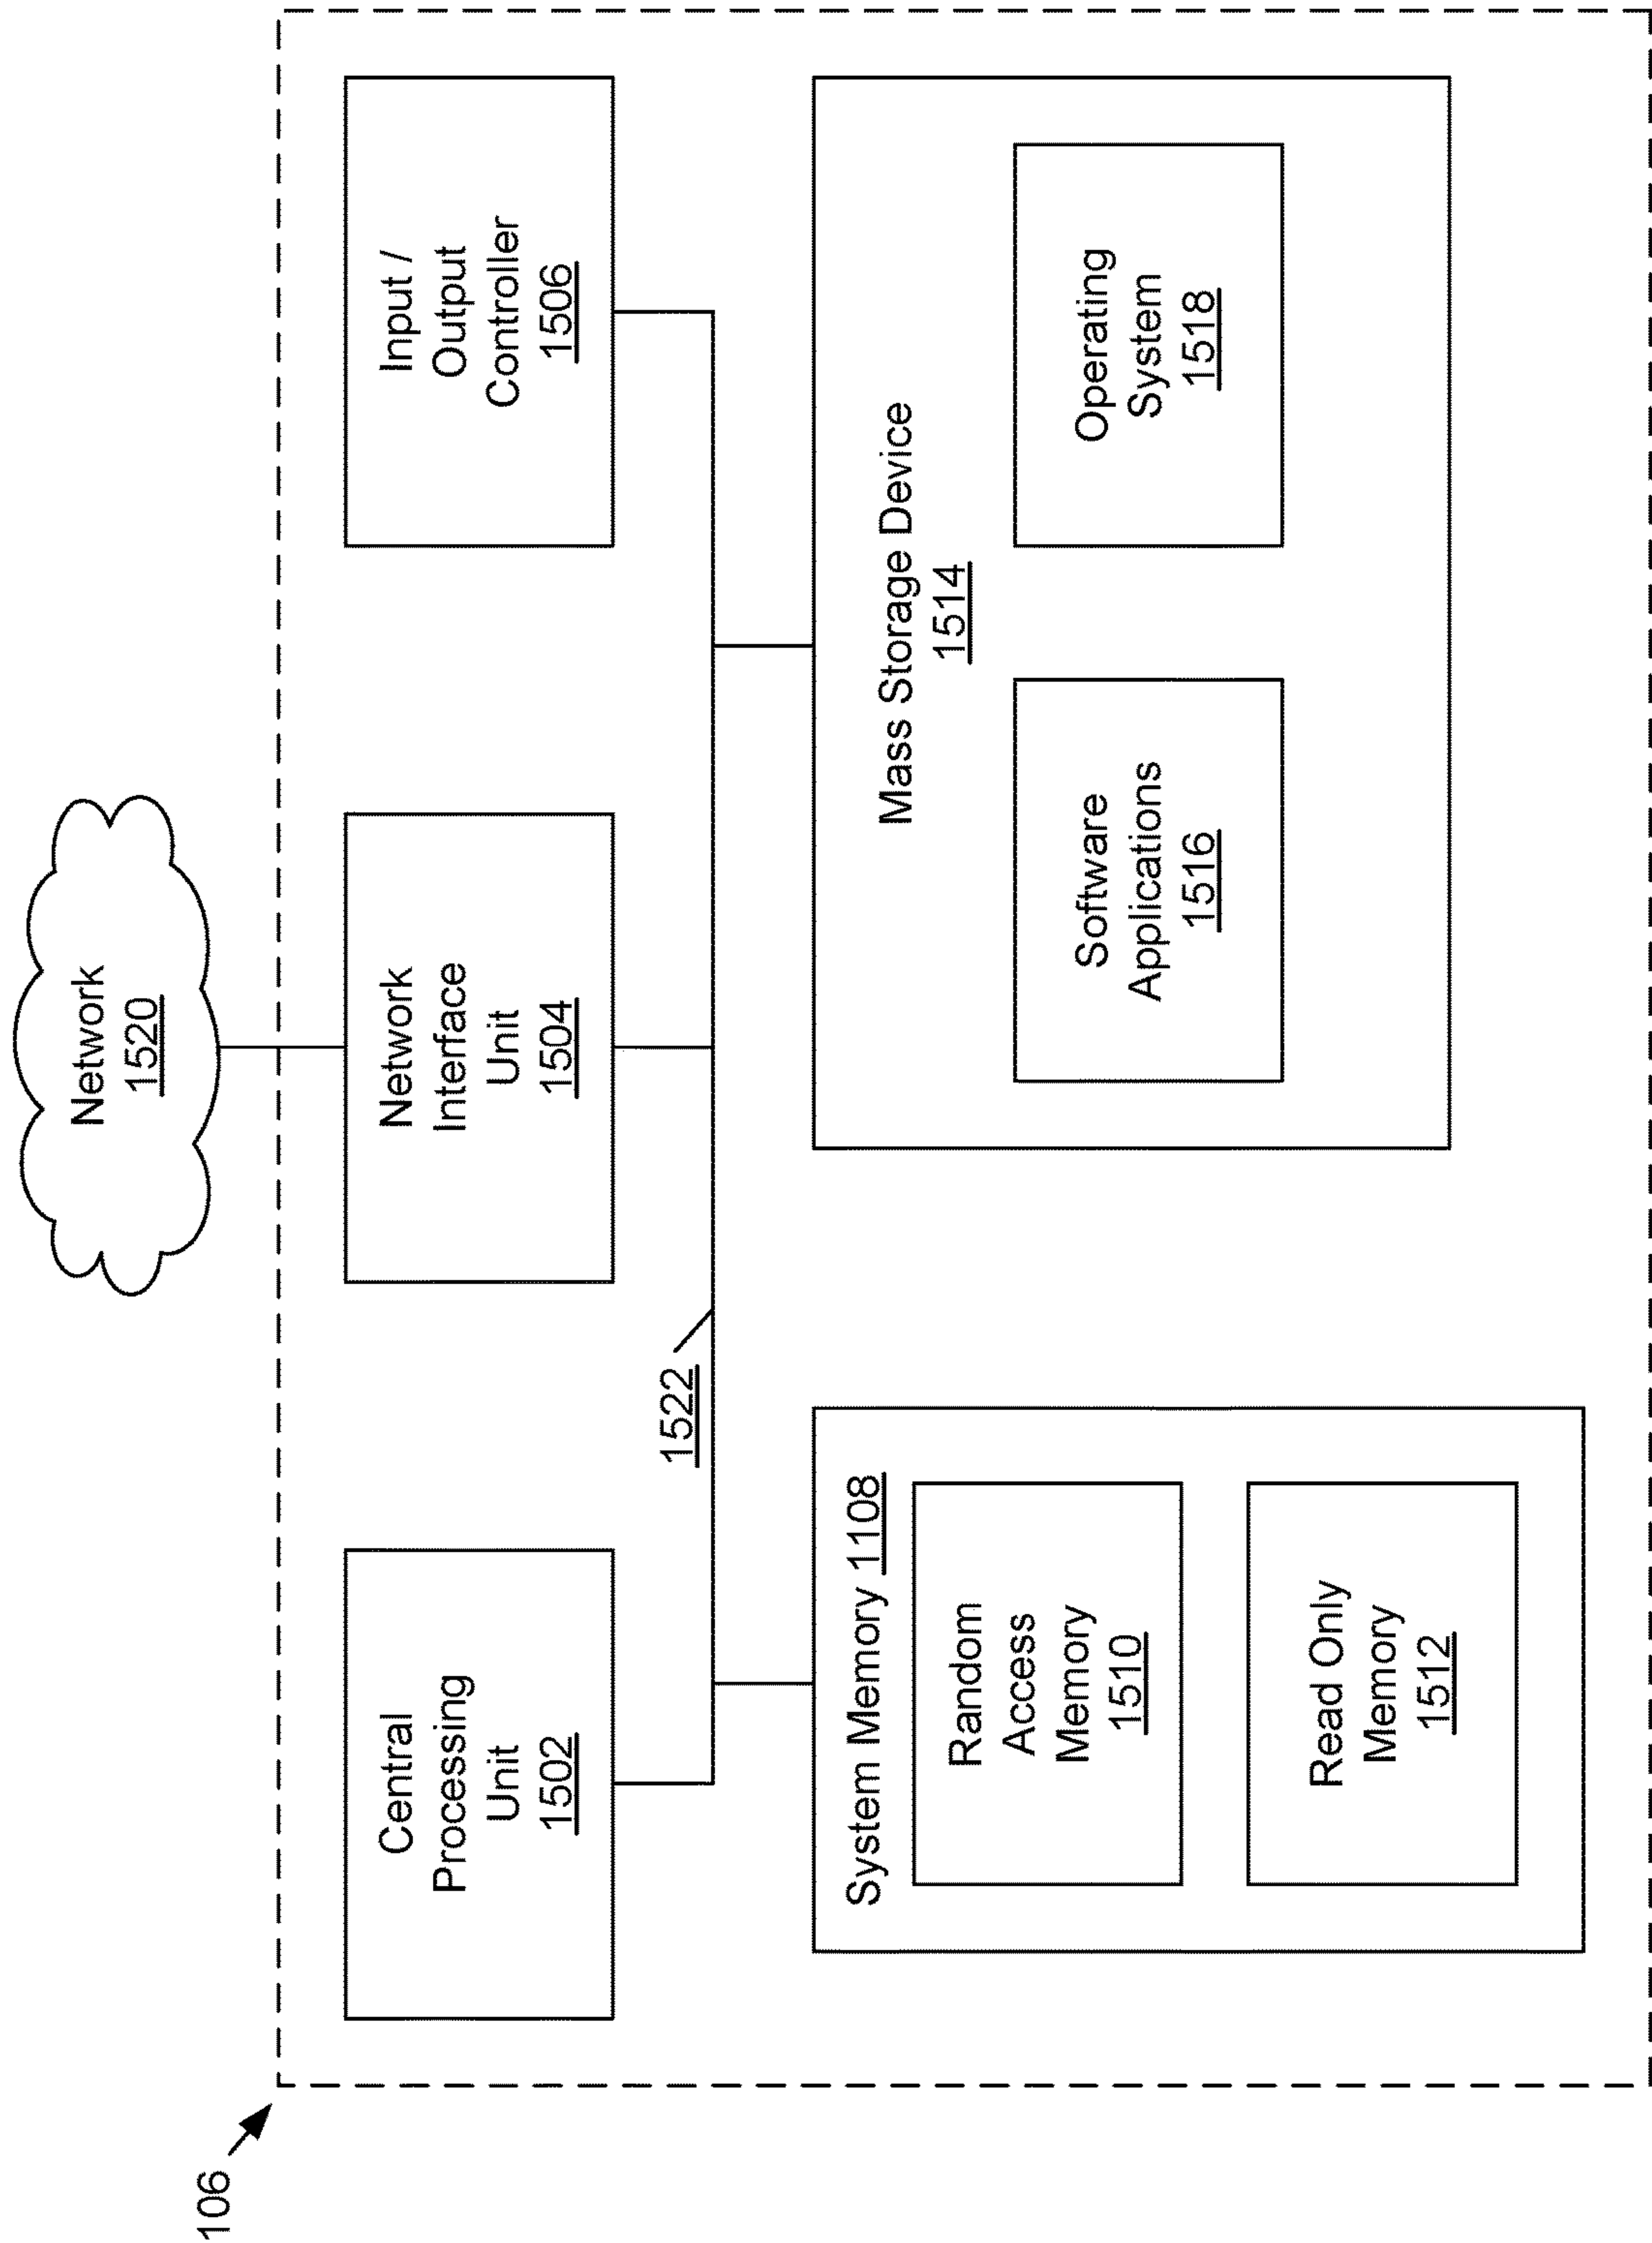 106
Network
1520
Central
Processing
Unit
1502
Network
Interface
Unit
1504
Input /
Output
Controller
1506
1522
System Memory 1108
Random
Access
Memory
1510
Read Only
Memory
1512
Mass Storage Device
1514
Software
Applications
1516
Operating
System
1518